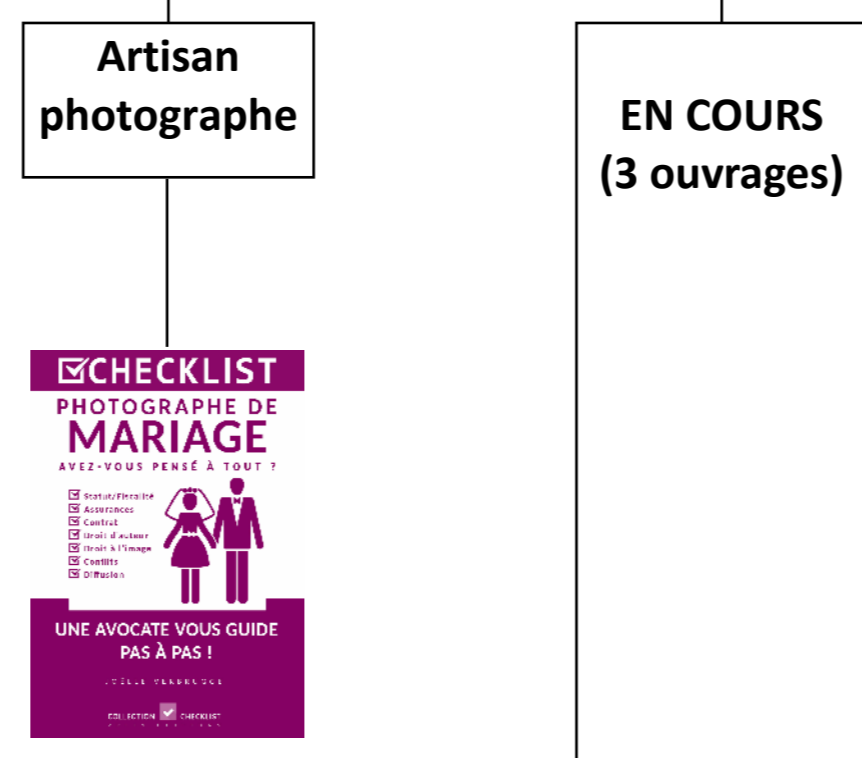 Artisan
photographe
EN COURS
(3 ouvrages)
CHECKLIST
PHOTOGRAPHE DE
MARIAGE
AVEZ-VOUS PENSÉ À TOUT ?
Statut/Fiscalité
Assurances
Contrat
Droit d'auteur
Droit à l'image
Conflits
Diffusion
UNE AVOCATE VOUS GUIDE
PAS À PAS !
COLLECTION CHECKLIST